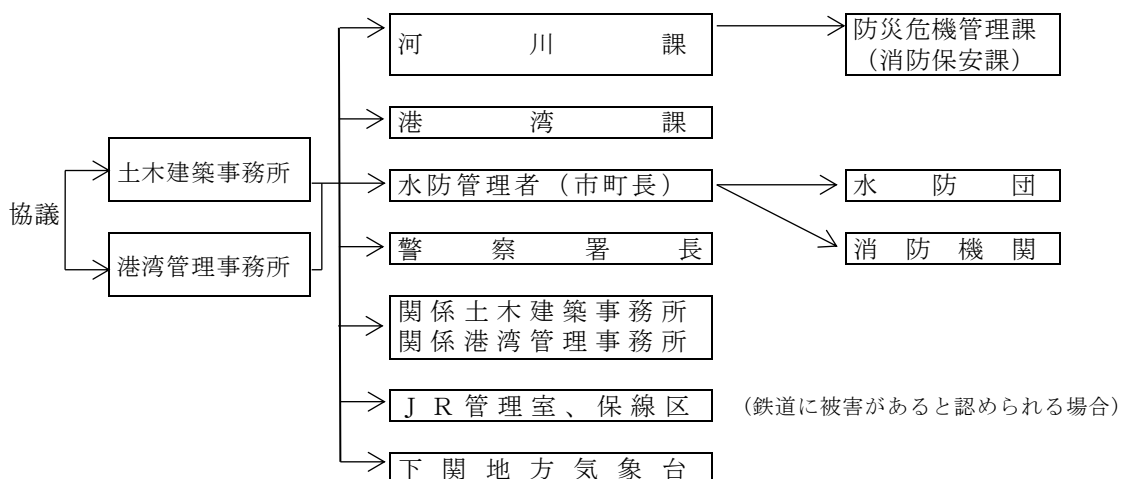 河川課
防災危機管理課
（消防保安課）
港湾課
土木建築事務所
水防管理者（市町長）
水防団
協議
港湾管理事務所
警察署長
消防機関
関係土木建築事務所
関係港湾管理事務所
ＪＲ管理室、保線区
（鉄道に被害があると認められる場合）
下関地方気象台